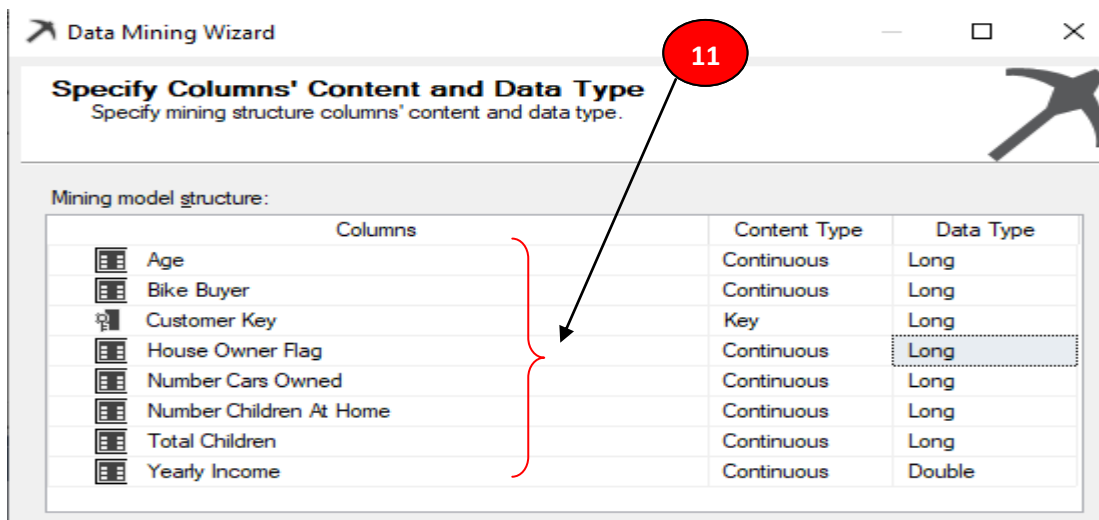 Data Mining Wizard
11
Specify Columns' Content and Data Type
Specify mining structure columns' content and data type.
Mining model structure:
Columns Content Type Data Type
Age Continuous Long
Bike Buyer Continuous Long
Customer Key Key Long
House Owner Flag Continuous Long
Number Cars Owned Continuous Long
Number Children At Home Continuous Long
Total Children Continuous Long
Yearly Income Continuous Double